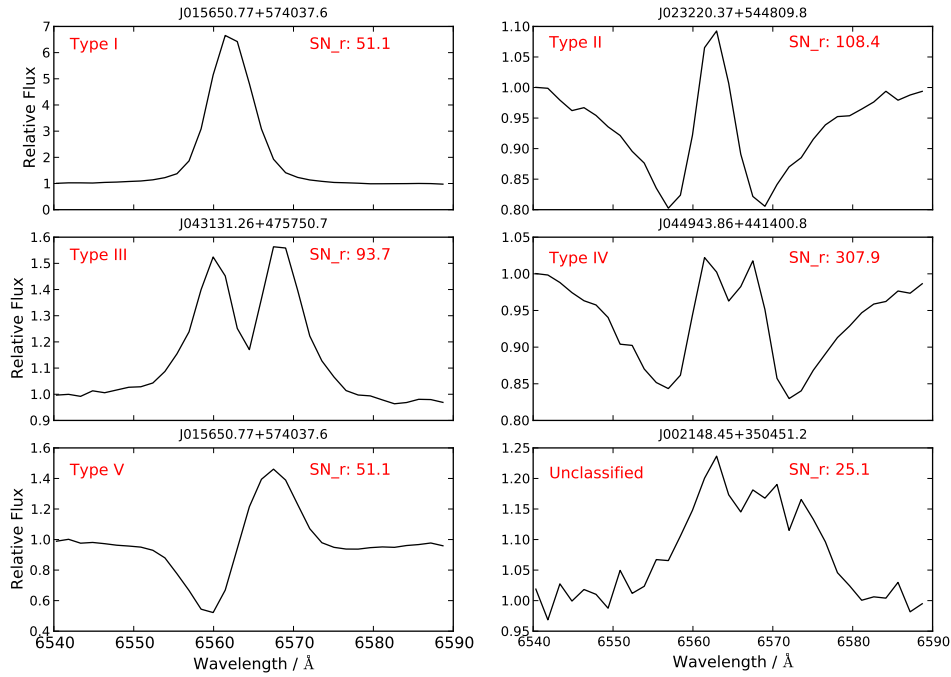 J015650.77+574037.6
Type I
SN_r: 51.1
Relative Flux
7
6
5
4
3
2
1
0
J023220.37+544809.8
Type II
SN_r: 108.4
1.10
1.00
0.95
0.90
0.85
0.80
J043131.26+475750.7
Type III
SN_r: 93.7
Relative Flux
1.6
1.5
1.4
1.3
1.2
1.1
1.0
0.9
J044943.86+441400.8
Type IV
SN_r: 307.9
1.05
1.00
0.95
0.90
0.85
0.80
J015650.77+574037.6
Type V
SN_r: 51.1
Relative Flux
1.6
1.4
1.2
1.0
0.8
0.6
0.4
6540 6550 6560 6570 6580 6590
Wavelength / Å
J002148.45+350451.2
Unclassified
SN_r: 25.1
1.25
1.20
1.15
1.10
1.05
1.00
0.95
6540 6550 6560 6570 6580 6590
Wavelength / Å